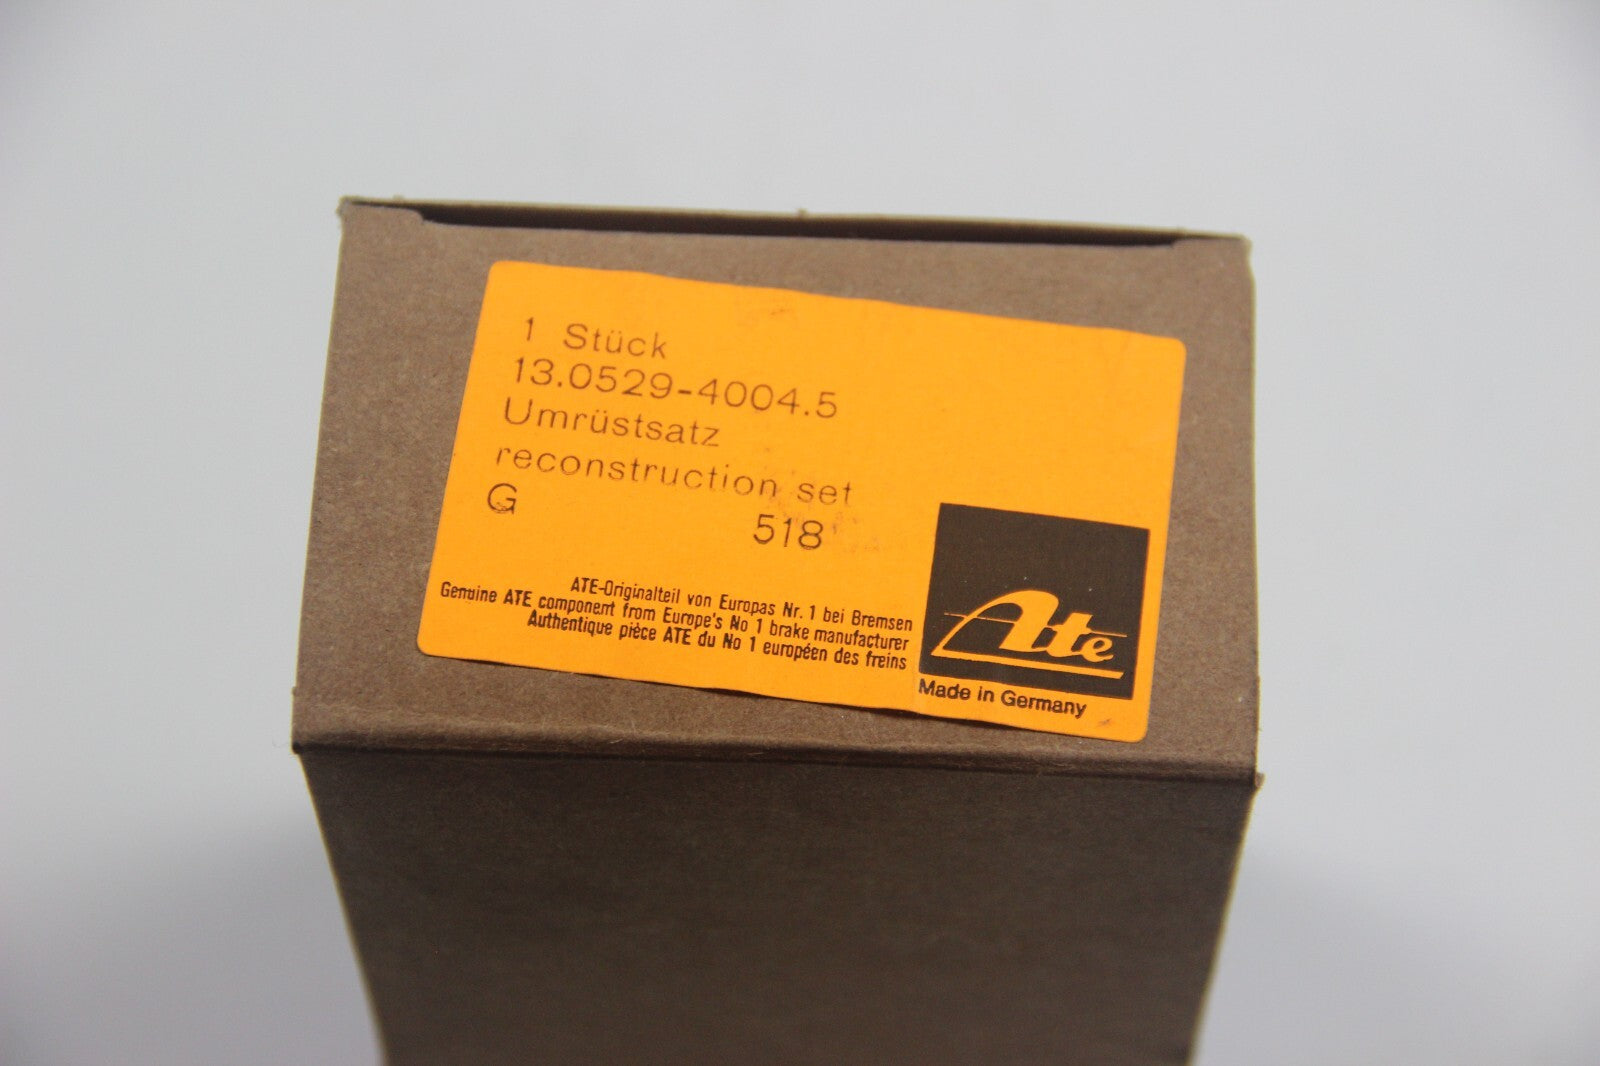 1 Stück
13.0529-4004.5
Umrüstsatz
reconstruction set
G 518
ATE-Originalteil von Europas Nr. 1 bei Bremsen
Genuine ATE component from Europe's No 1 brake manufacturer
Authentique pièce ATE du No 1 européen des freins
Ate
Made in Germany